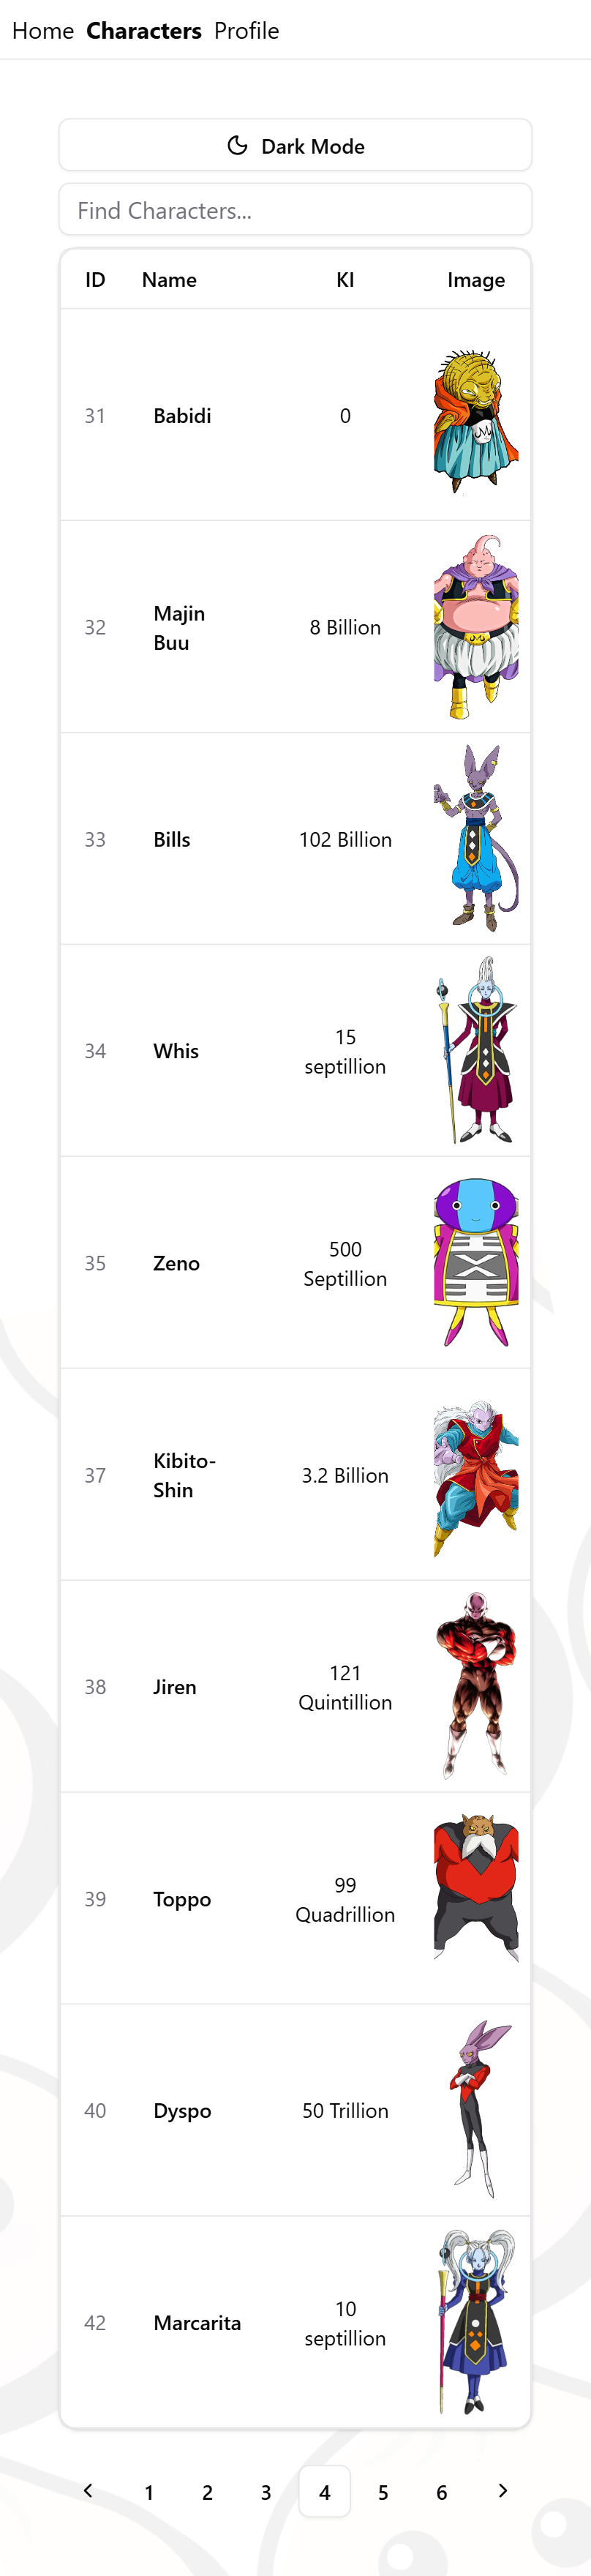 Home Characters Profile
Dark Mode
Find Characters...
ID Name KI Image
31 Babidi 0
32 Majin Buu 8 Billion
33 Bills 102 Billion
34 Whis 15 septillion
35 Zeno 500 Septillion
37 Kibito-Shin 3.2 Billion
38 Jiren 121 Quintillion
39 Toppo 99 Quadrillion
40 Dyspo 50 Trillion
42 Marcarita 10 septillion
1 2 3 4 5 6